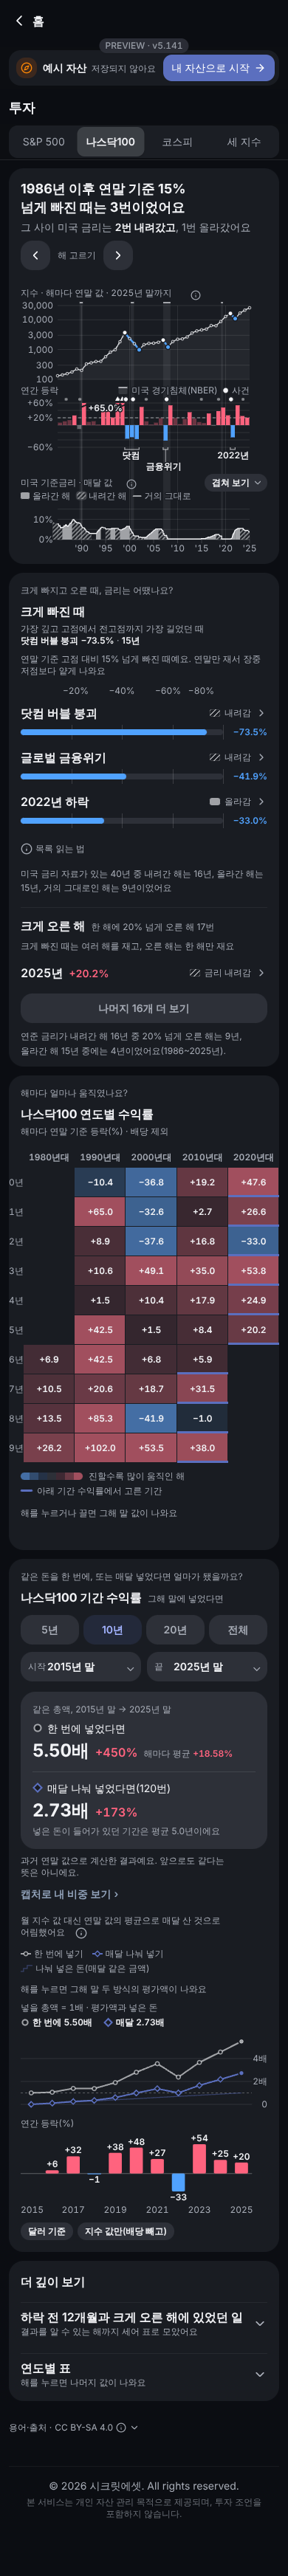 홈
PREVIEW · v5.141
예시 자산 저장되지 않아요
내 자산으로 시작 →
투자
S&P 500 나스닥100 코스피 세 지수
1986년 이후 연말 기준 15%
넘게 빠진 때는 3번이었어요
그 사이 미국 금리는 2번 내려갔고, 1번 올라갔어요
해 고르기
지수 · 해마다 연말 값 · 2025년 말까지
30,000
10,000
3,000
1,000
300
100
연간 등락
미국 경기침체(NBER) 사건
+60%
+60.0%
+20%
−60%
닷컴
금융위기
2022년
미국 기준금리 · 매달 값
겹쳐 보기
올라간 해 내려간 해 거의 그대로
10%
0%
'90 '95 '00 '05 '10 '15 '20 '25
크게 빠지고 오른 때, 금리는 어땠나요?
크게 빠진 때
가장 깊고 고점에서 전고점까지 가장 길었던 때
닷컴 버블 붕괴 −73.5% · 15년
연말 기준 고점 대비 15% 넘게 빠진 때예요. 연말만 재서 장중
저점보다 얕게 나와요
−20% −40% −60% −80%
닷컴 버블 붕괴 내려감
−73.5%
글로벌 금융위기 내려감
−41.9%
2022년 하락 올라감
−33.0%
목록 읽는 법
미국 금리 자료가 있는 40년 중 내려간 해는 16년, 올라간 해는
15년, 거의 그대로인 해는 9년이었어요
크게 오른 해 한 해에 20% 넘게 오른 해 17번
크게 빠진 때는 여러 해를 재고, 오른 해는 한 해만 재요
2025년 +20.2% 금리 내려감
나머지 16개 더 보기
연준 금리가 내려간 해 16년 중 20% 넘게 오른 해는 9년,
올라간 해 15년 중에는 4년이었어요(1986~2025년).
해마다 얼마나 움직였나요?
나스닥100 연도별 수익률
해마다 연말 기준 등락(%) · 배당 제외
1980년대 1990년대 2000년대 2010년대 2020년대
0년 −10.4 −36.8 +19.2 +47.6
1년 +65.0 −32.6 +2.7 +26.6
2년 +8.9 −37.6 +16.8 −33.0
3년 +10.6 +49.1 +35.0 +53.8
4년 +1.5 +10.4 +17.9 +24.9
5년 +42.5 +1.5 +8.4 +20.2
6년 +6.9 +42.5 +6.8 +5.9
7년 +10.5 +20.6 +18.7 +31.5
8년 +13.5 +85.3 −41.9 −1.0
9년 +26.2 +102.0 +53.5 +38.0
진할수록 많이 움직인 해
아래 기간 수익률에서 고른 기간
해를 누르거나 끌면 그해 말 값이 나와요
같은 돈을 한 번에, 또는 매달 넣었다면 얼마가 됐을까요?
나스닥100 기간 수익률 그해 말에 넣었다면
5년 10년 20년 전체
시작 2015년 말 끝 2025년 말
같은 총액, 2015년 말 → 2025년 말
한 번에 넣었다면
5.50배 +450% 해마다 평균 +18.58%
매달 나눠 넣었다면(120번)
2.73배 +173%
넣은 돈이 들어가 있던 기간은 평균 5.0년이에요
과거 연말 값으로 계산한 결과예요. 앞으로도 같다는
뜻은 아니에요.
캡처로 내 비중 보기
월 지수 값 대신 연말 값의 평균으로 매달 산 것으로
어림했어요
한 번에 넣기 매달 나눠 넣기
나눠 넣은 돈(매달 같은 금액)
해를 누르면 그해 말 두 방식의 평가액이 나와요
넣을 총액 = 1배 · 평가액과 넣은 돈
한 번에 5.50배 매달 2.73배
4배
2배
0
연간 등락(%)
+6 +32 −1 +38 +48 +27 −33 +54 +25 +20
2015 2017 2019 2021 2023 2025
달러 기준 지수 값만(배당 빼고)
더 깊이 보기
하락 전 12개월과 크게 오른 해에 있었던 일
결과를 알 수 있는 해까지 세어 표로 모았어요
연도별 표
해를 누르면 나머지 값이 나와요
용어·출처 · CC BY-SA 4.0
© 2026 시크릿에셋. All rights reserved.
본 서비스는 개인 자산 관리 목적으로 제공되며, 투자 조언을
포함하지 않습니다.